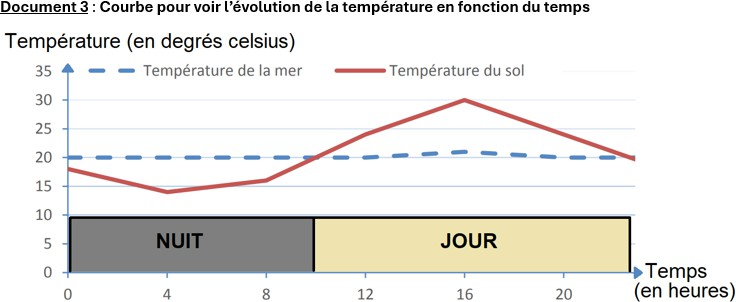 Document 3 : Courbe pour voir l’évolution de la température en fonction du temps
Température (en degrés celsius)
35
Température de la mer
Température du sol
30
25
20
15
10
5
0
NUIT
JOUR
0
4
8
12
16
20
Temps
(en heures)